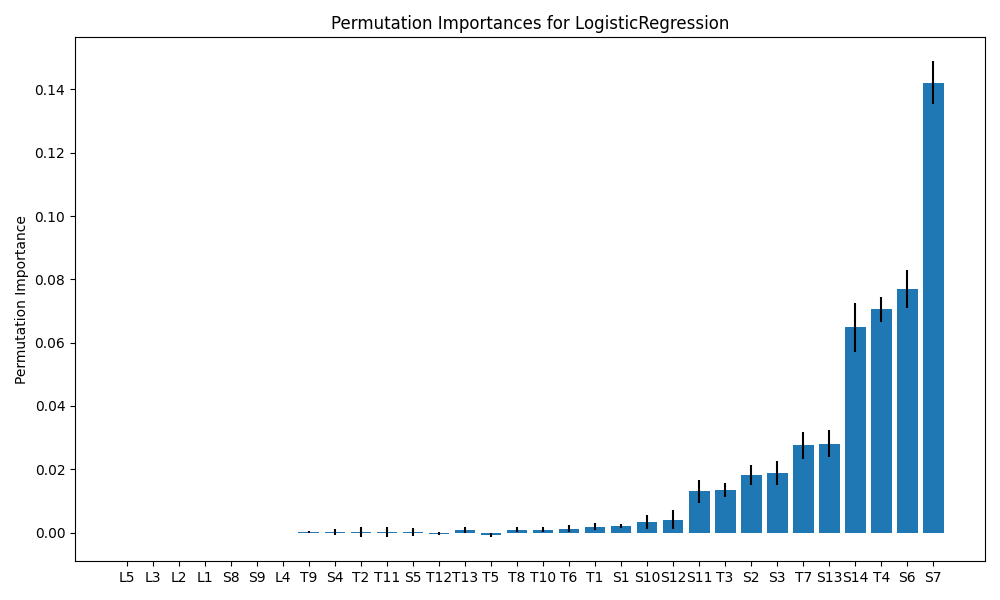 Permutation Importances for LogisticRegression
Permutation Importance
0.14
0.12
0.10
0.08
0.06
0.04
0.02
0.00
L5 L3 L2 L1 S8 S9 L4 T9 S4 T2 T11 S5 T12 T13 T5 T8 T10 T6 T1 S1 S10 S12 S11 T3 S2 S3 T7 S13 S14 T4 S6 S7